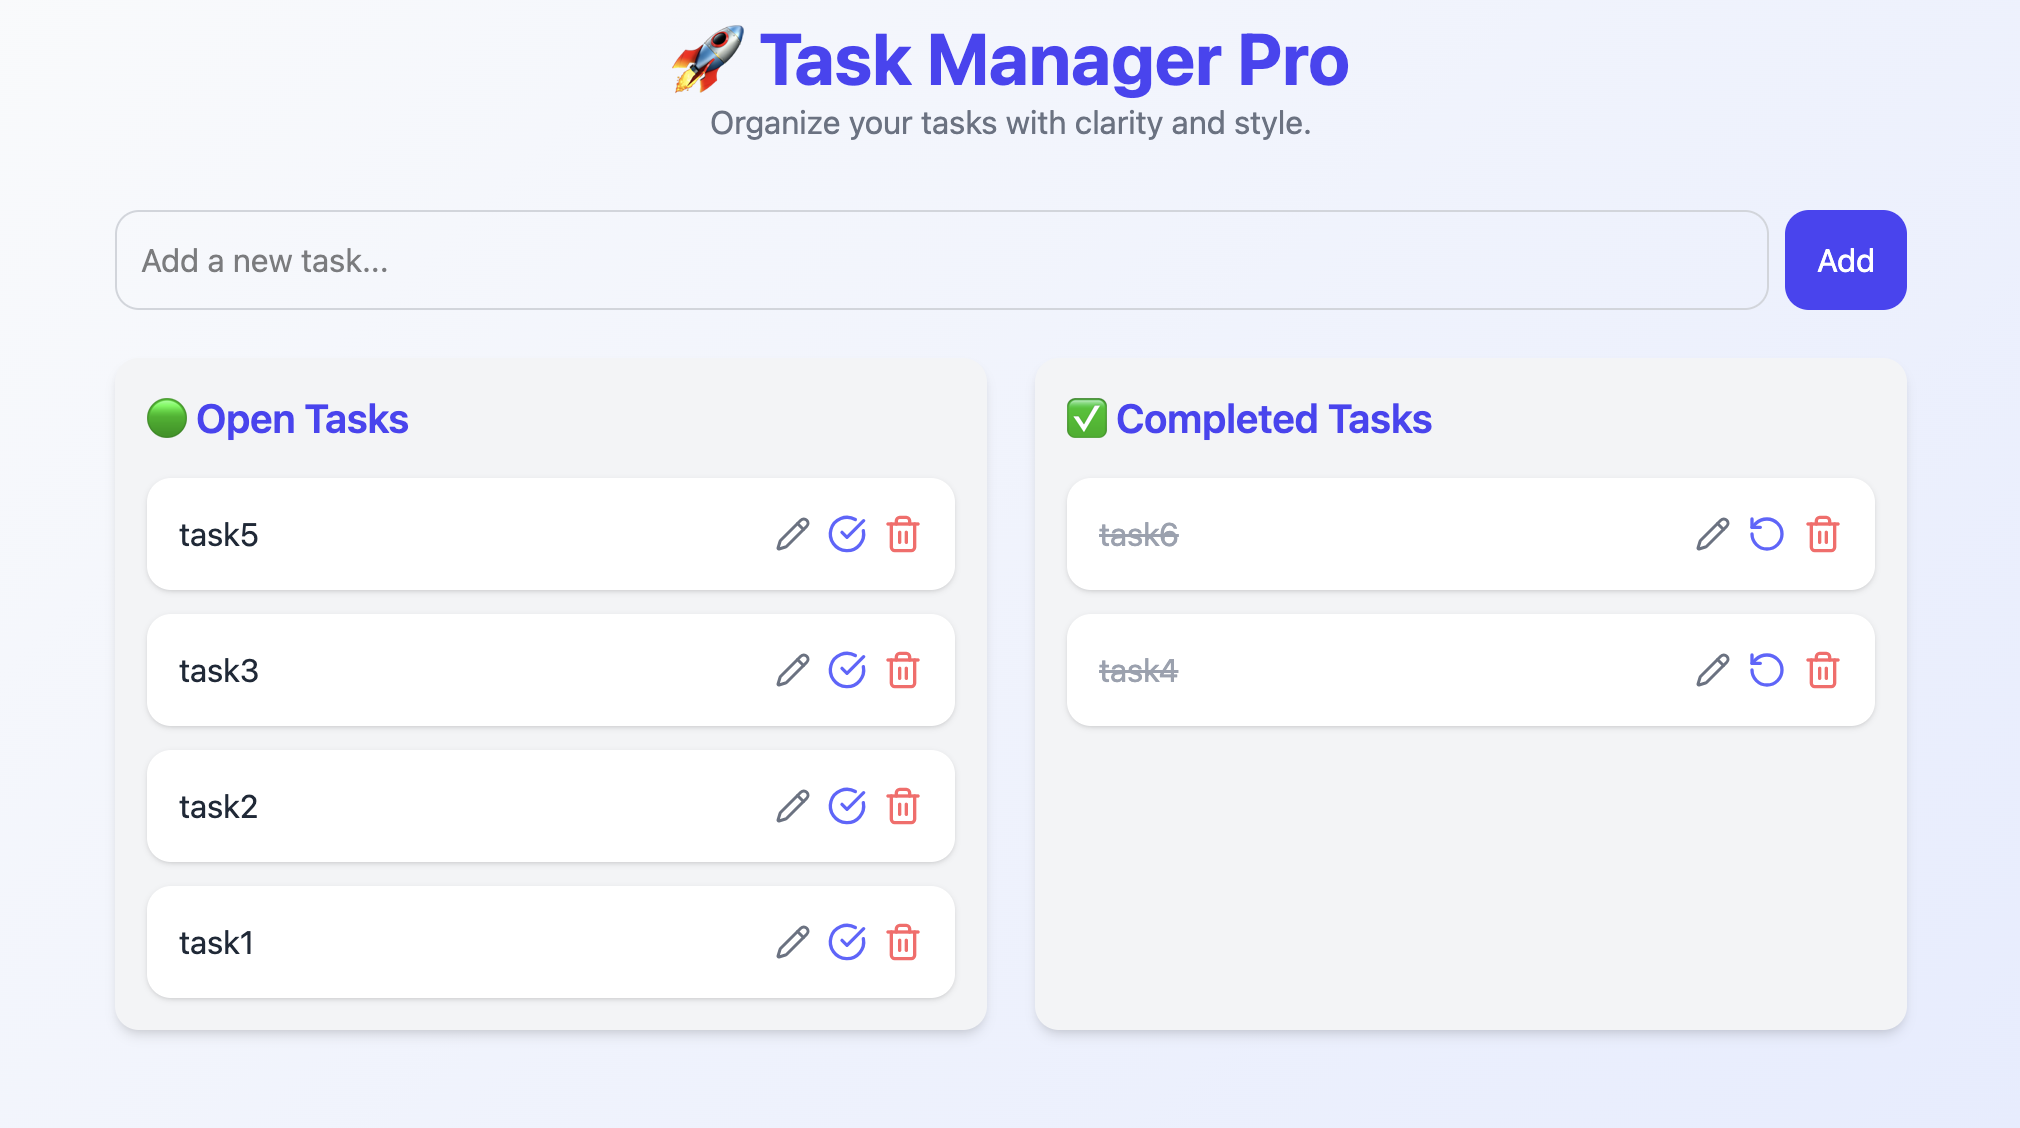 🚀 Task Manager Pro
Organize your tasks with clarity and style.
Add a new task...
Add
🟢 Open Tasks
task5
task3
task2
task1
✅ Completed Tasks
task6
task4